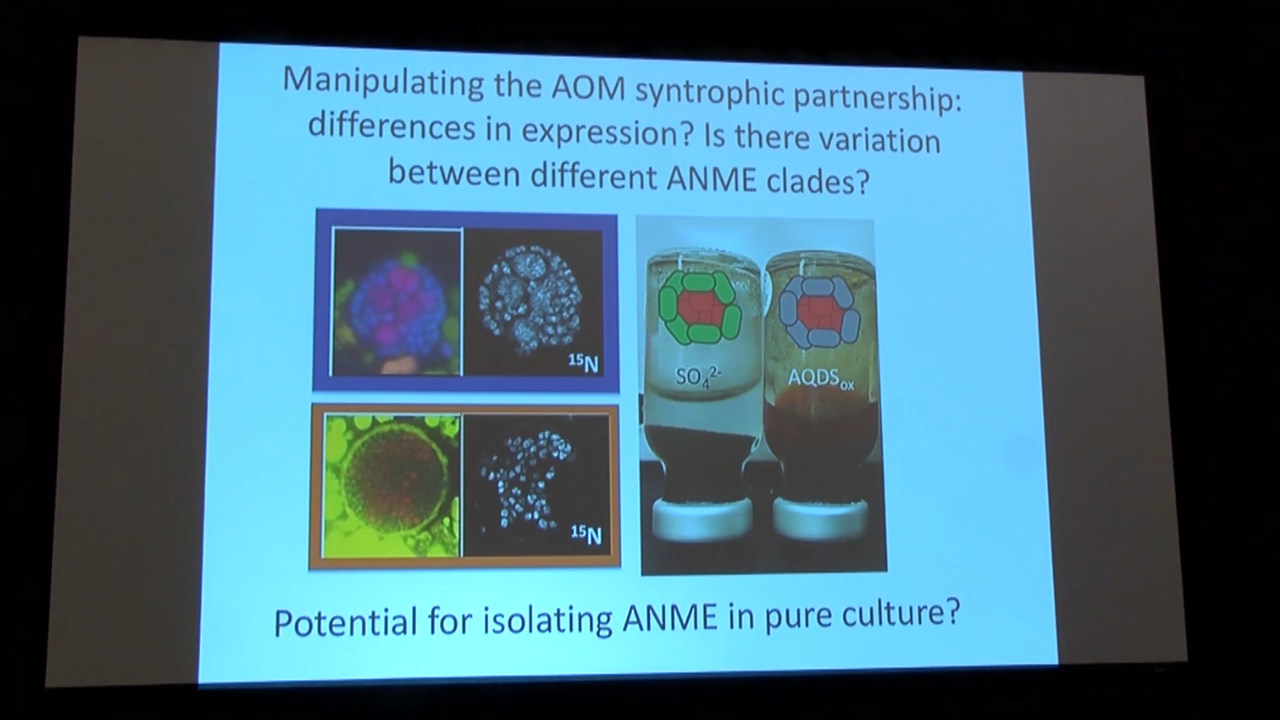 Manipulating the AOM syntrophic partnership:
differences in expression? Is there variation
between different ANME clades?
¹⁵N
SO₄²⁻
AQDSₒₓ
¹⁵N
Potential for isolating ANME in pure culture?